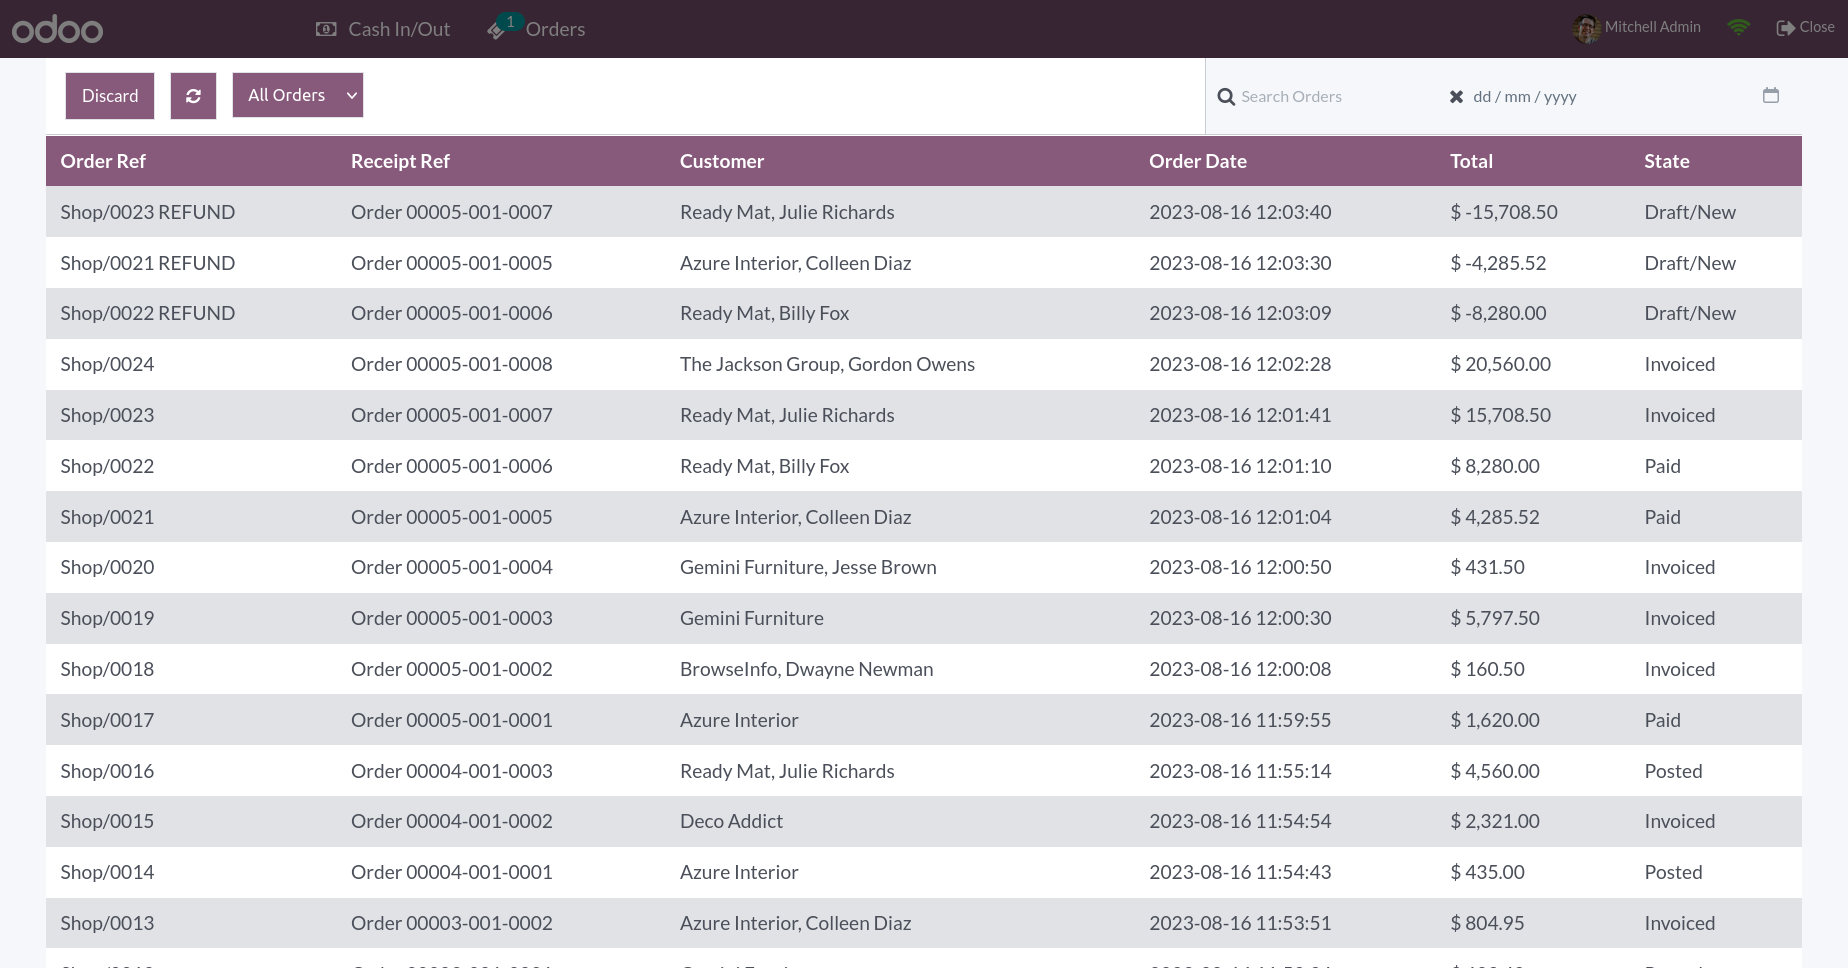 odoo Cash In/Out 1 Orders Mitchell Admin Close
Discard All Orders Search Orders dd / mm / yyyy
Order Ref Receipt Ref Customer Order Date Total State
Shop/0023 REFUND Order 00005-001-0007 Ready Mat, Julie Richards 2023-08-16 12:03:40 $ -15,708.50 Draft/New
Shop/0021 REFUND Order 00005-001-0005 Azure Interior, Colleen Diaz 2023-08-16 12:03:30 $ -4,285.52 Draft/New
Shop/0022 REFUND Order 00005-001-0006 Ready Mat, Billy Fox 2023-08-16 12:03:09 $ -8,280.00 Draft/New
Shop/0024 Order 00005-001-0008 The Jackson Group, Gordon Owens 2023-08-16 12:02:28 $ 20,560.00 Invoiced
Shop/0023 Order 00005-001-0007 Ready Mat, Julie Richards 2023-08-16 12:01:41 $ 15,708.50 Invoiced
Shop/0022 Order 00005-001-0006 Ready Mat, Billy Fox 2023-08-16 12:01:10 $ 8,280.00 Paid
Shop/0021 Order 00005-001-0005 Azure Interior, Colleen Diaz 2023-08-16 12:01:04 $ 4,285.52 Paid
Shop/0020 Order 00005-001-0004 Gemini Furniture, Jesse Brown 2023-08-16 12:00:50 $ 431.50 Invoiced
Shop/0019 Order 00005-001-0003 Gemini Furniture 2023-08-16 12:00:30 $ 5,797.50 Invoiced
Shop/0018 Order 00005-001-0002 BrowseInfo, Dwayne Newman 2023-08-16 12:00:08 $ 160.50 Invoiced
Shop/0017 Order 00005-001-0001 Azure Interior 2023-08-16 11:59:55 $ 1,620.00 Paid
Shop/0016 Order 00004-001-0003 Ready Mat, Julie Richards 2023-08-16 11:55:14 $ 4,560.00 Posted
Shop/0015 Order 00004-001-0002 Deco Addict 2023-08-16 11:54:54 $ 2,321.00 Invoiced
Shop/0014 Order 00004-001-0001 Azure Interior 2023-08-16 11:54:43 $ 435.00 Posted
Shop/0013 Order 00003-001-0002 Azure Interior, Colleen Diaz 2023-08-16 11:53:51 $ 804.95 Invoiced